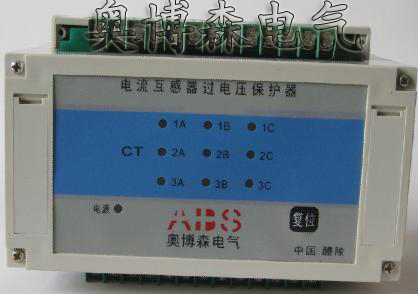 奥博森电气
电流互感器过电压保护器
1A 1B 1C
CT 2A 2B 2C
3A 3B 3C
电源 ABS 复位
奥博森电气 中国 醴陵